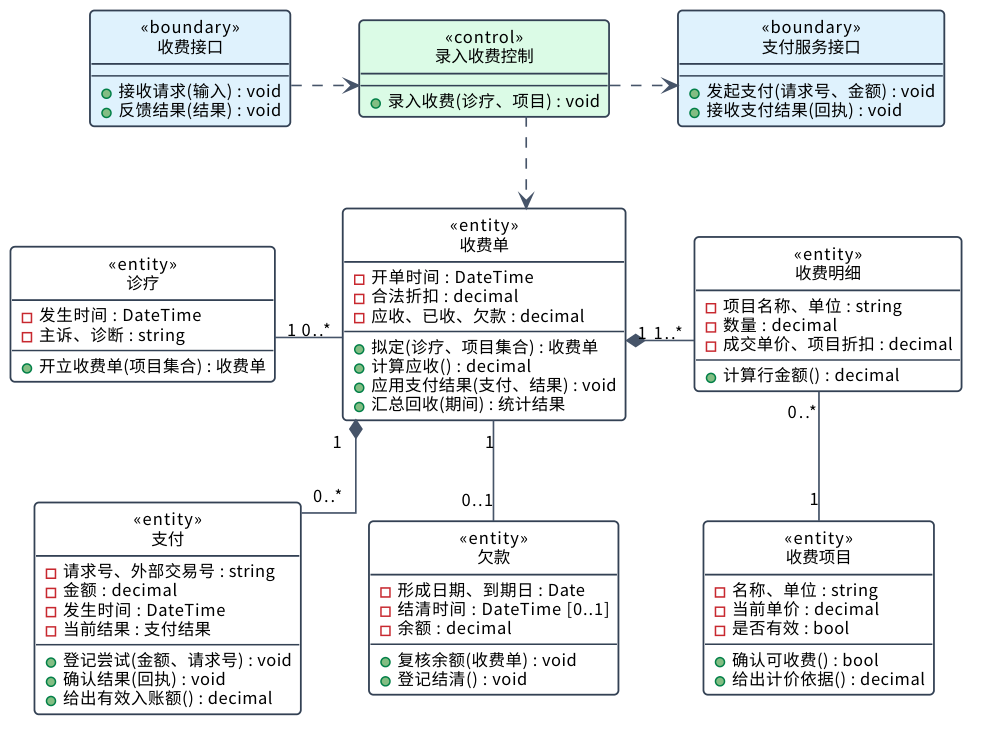 «boundary»
收费接口
接收请求(输入) : void
反馈结果(结果) : void
«control»
录入收费控制
录入收费(诊疗、项目) : void
«boundary»
支付服务接口
发起支付(请求号、金额) : void
接收支付结果(回执) : void
«entity»
诊疗
发生时间 : DateTime
主诉、诊断 : string
开立收费单(项目集合) : 收费单
1 0..*
«entity»
收费单
开单时间 : DateTime
合法折扣 : decimal
应收、已收、欠款 : decimal
拟定(诊疗、项目集合) : 收费单
计算应收() : decimal
应用支付结果(支付、结果) : void
汇总回收(期间) : 统计结果
1 1..*
«entity»
收费明细
项目名称、单位 : string
数量 : decimal
成交单价、项目折扣 : decimal
计算行金额() : decimal
1
0..*
1
0..1
0..*
1
«entity»
支付
请求号、外部交易号 : string
金额 : decimal
发生时间 : DateTime
当前结果 : 支付结果
登记尝试(金额、请求号) : void
确认结果(回执) : void
给出有效入账额() : decimal
«entity»
欠款
形成日期、到期日 : Date
结清时间 : DateTime [0..1]
余额 : decimal
复核余额(收费单) : void
登记结清() : void
«entity»
收费项目
名称、单位 : string
当前单价 : decimal
是否有效 : bool
确认可收费() : bool
给出计价依据() : decimal